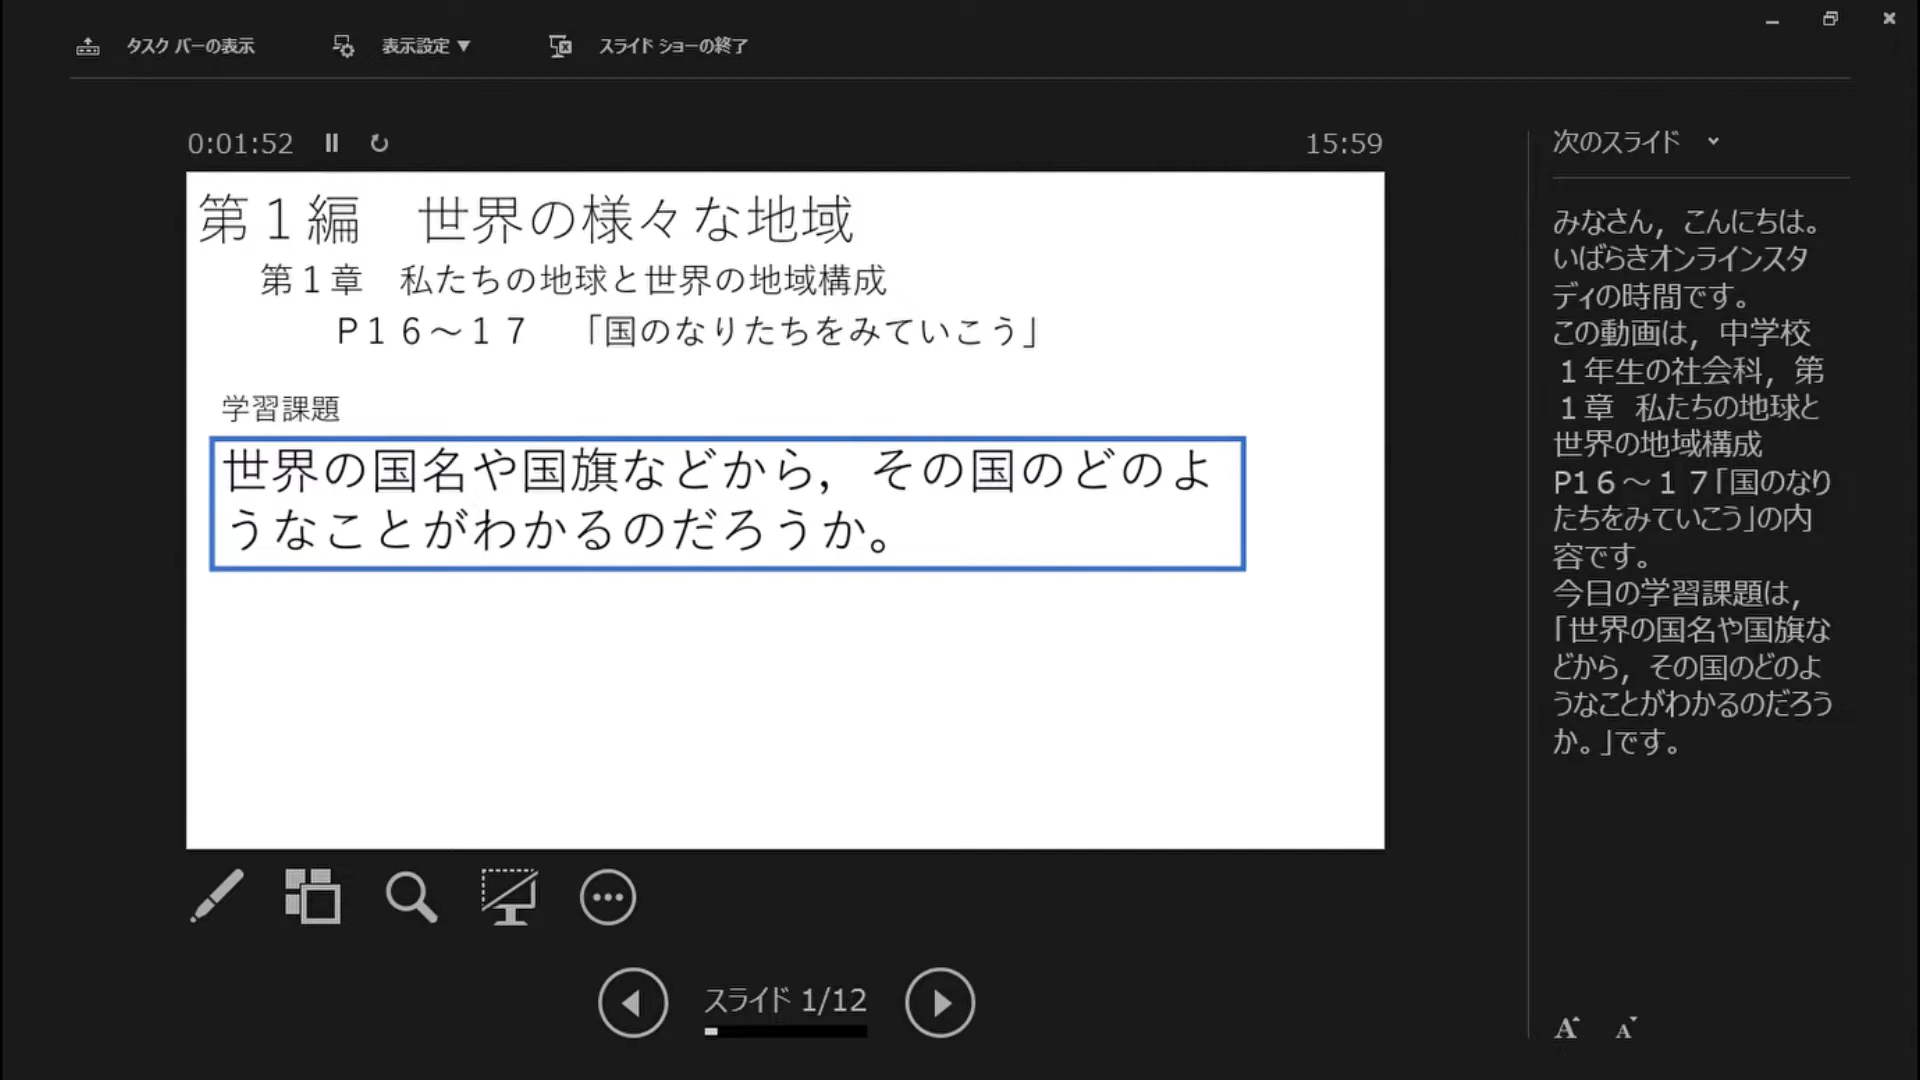 タスク バーの表示
表示設定 ▼
スライド ショーの終了
0:01:52
15:59
第１編　世界の様々な地域
第１章　私たちの地球と世界の地域構成
P１６～１７　「国のなりたちをみていこう」
学習課題
世界の国名や国旗などから，その国のどのよ
うなことがわかるのだろうか。
スライド 1/12
次のスライド
みなさん，こんにちは。
いばらきオンラインスタ
ディの時間です。
この動画は，中学校
１年生の社会科，第
１章　私たちの地球と
世界の地域構成
P1６～１７「国のなり
たちをみていこう」の内
容です。
今日の学習課題は，
「世界の国名や国旗な
どから，その国のどのよ
うなことがわかるのだろう
か。」です。
A
A